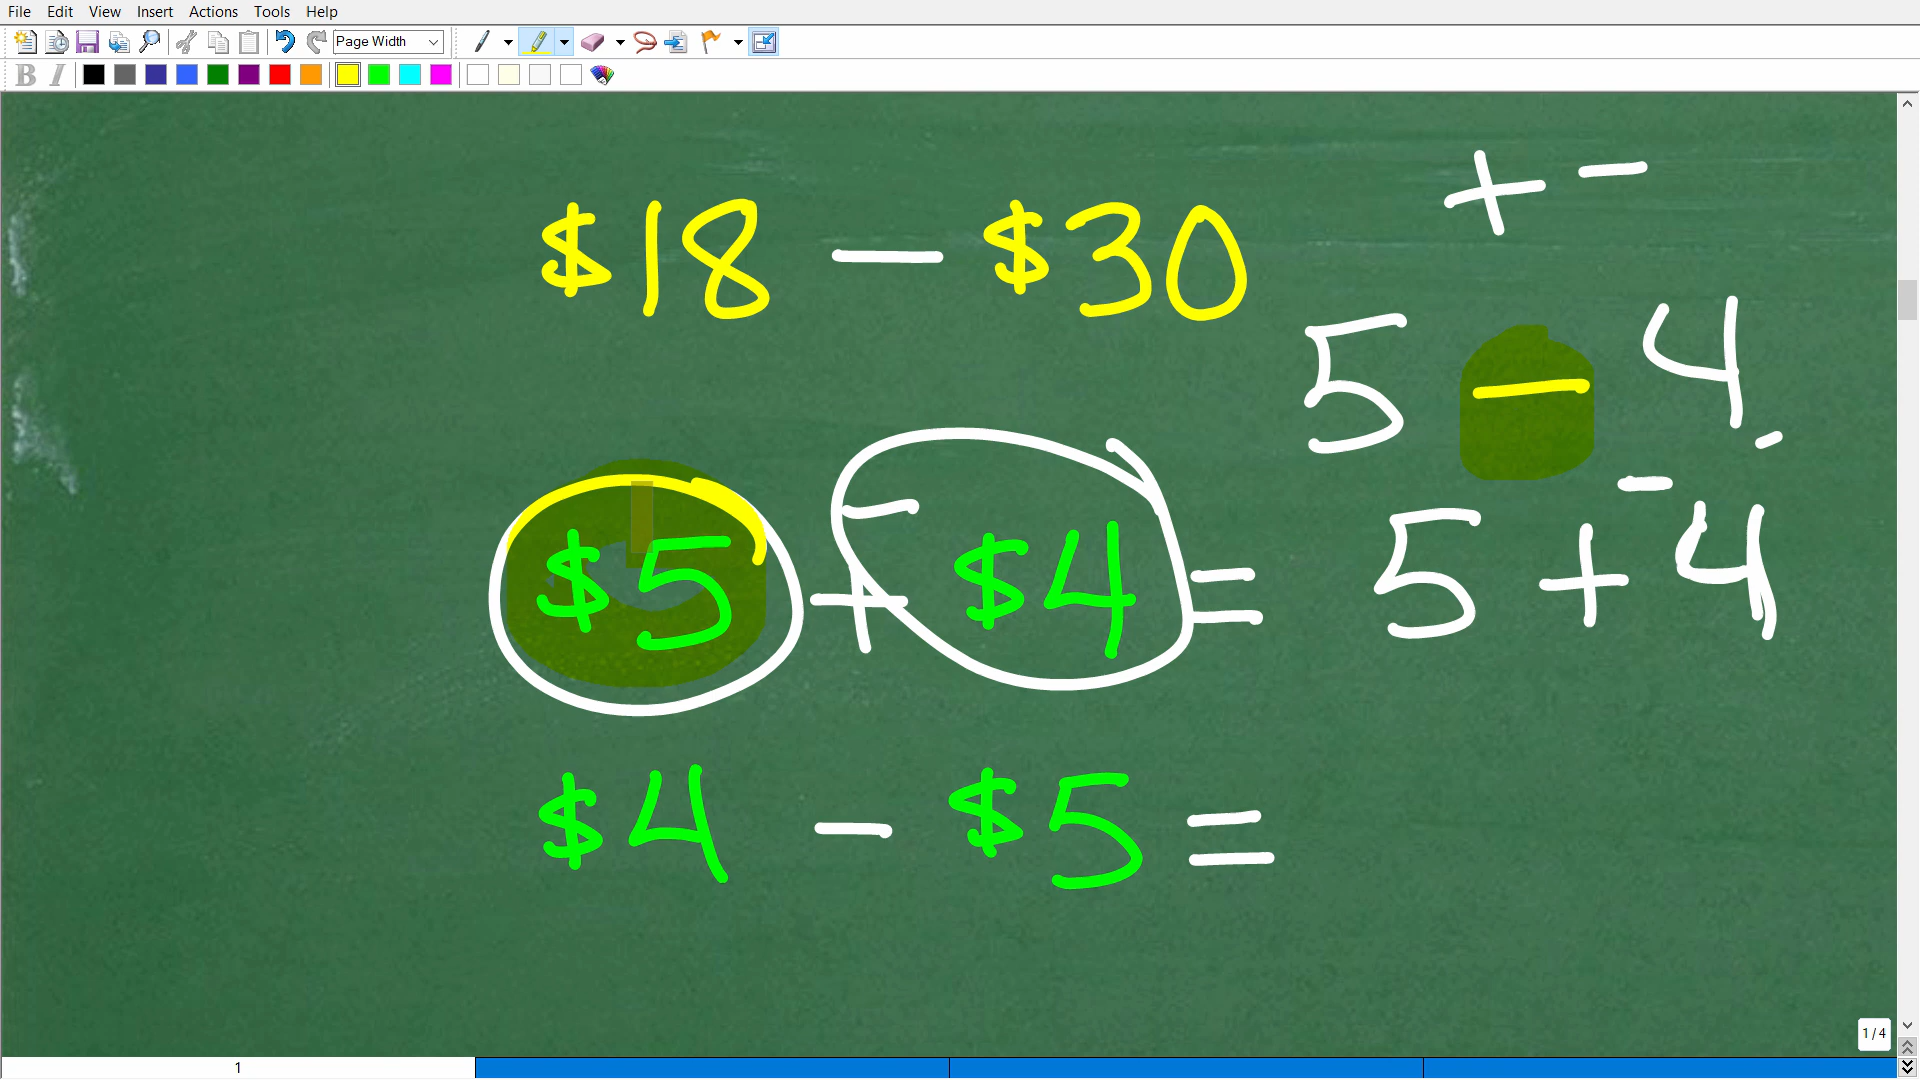 File Edit View Insert Actions Tools Help
Page Width
B I
+ -
$18 - $30
5 - 4
$5 + -$4 = 5 + -4
$4 - $5 =
1 / 4
1